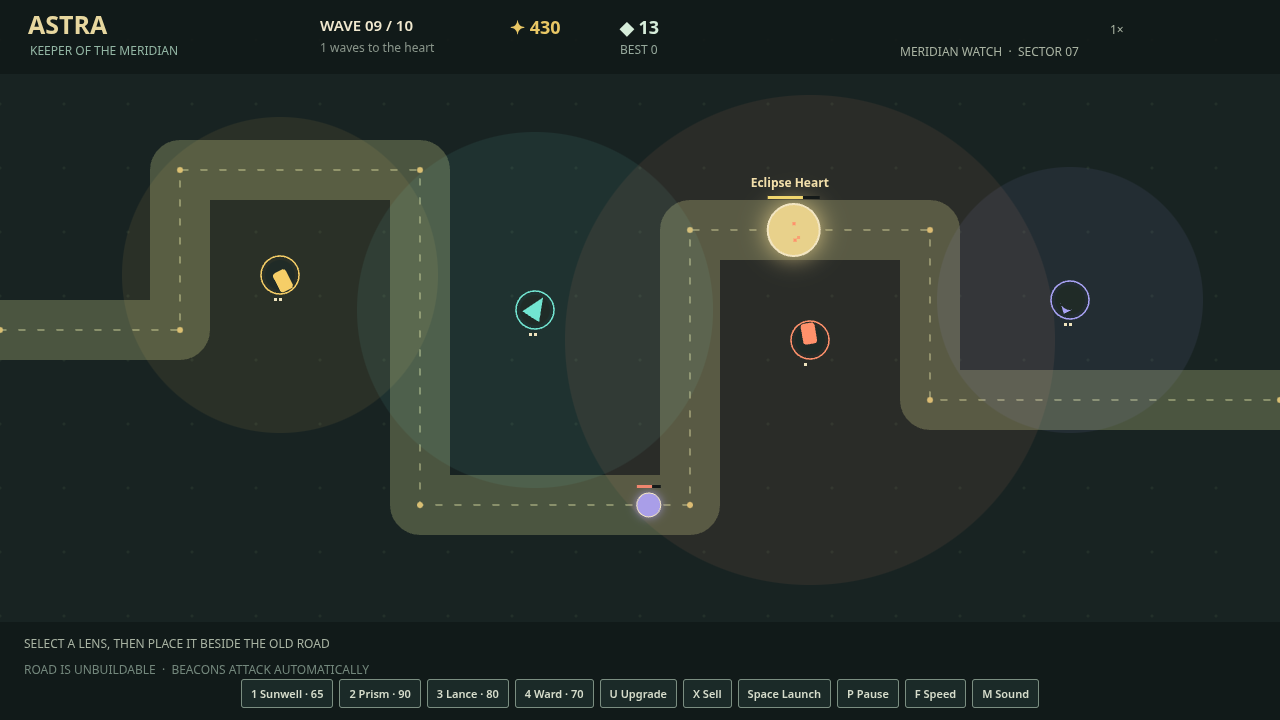 ASTRA
KEEPER OF THE MERIDIAN
WAVE 09 / 10
1 waves to the heart
✦ 430
◆ 13
BEST 0
1×
MERIDIAN WATCH · SECTOR 07
Eclipse Heart
SELECT A LENS, THEN PLACE IT BESIDE THE OLD ROAD
ROAD IS UNBUILDABLE · BEACONS ATTACK AUTOMATICALLY
1 Sunwell · 65
2 Prism · 90
3 Lance · 80
4 Ward · 70
U Upgrade
X Sell
Space Launch
P Pause
F Speed
M Sound